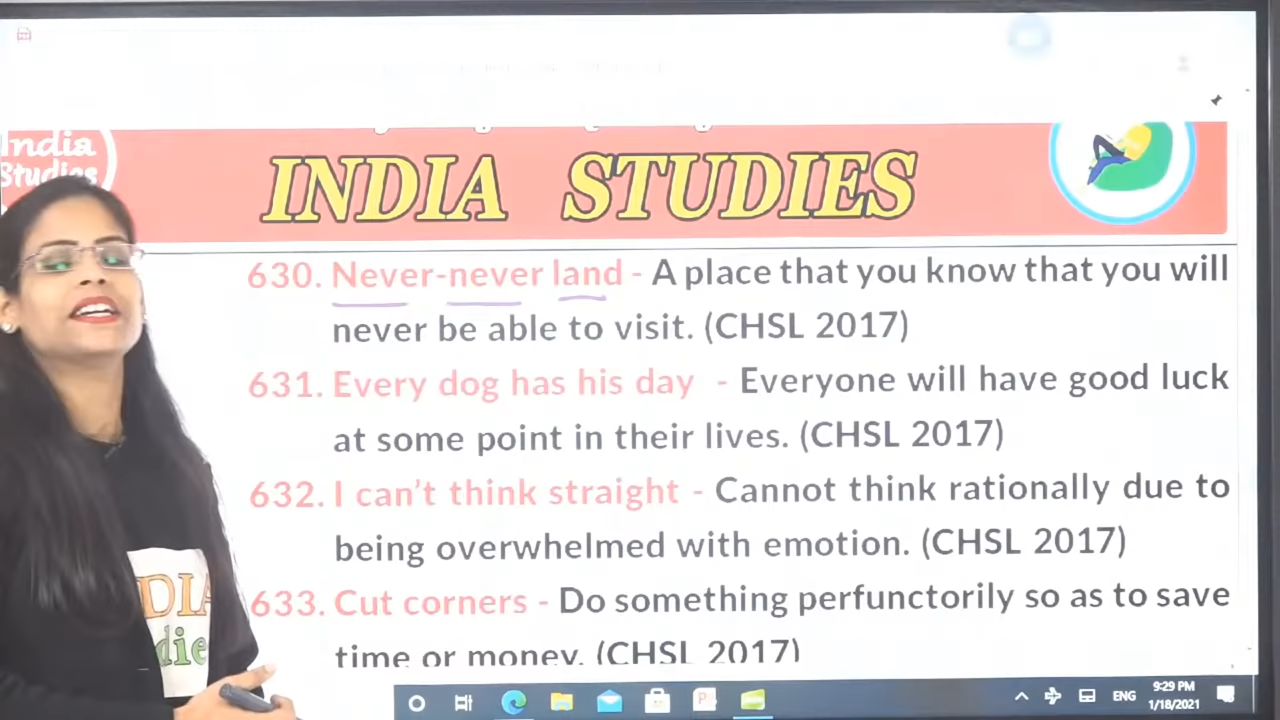 India
Studies
INDIA STUDIES
630. Never-never land - A place that you know that you will
never be able to visit. (CHSL 2017)
631. Every dog has his day - Everyone will have good luck
at some point in their lives. (CHSL 2017)
632. I can't think straight - Cannot think rationally due to
being overwhelmed with emotion. (CHSL 2017)
633. Cut corners - Do something perfunctorily so as to save
time or money. (CHSL 2017)
ENG
9:29 PM
1/18/2021